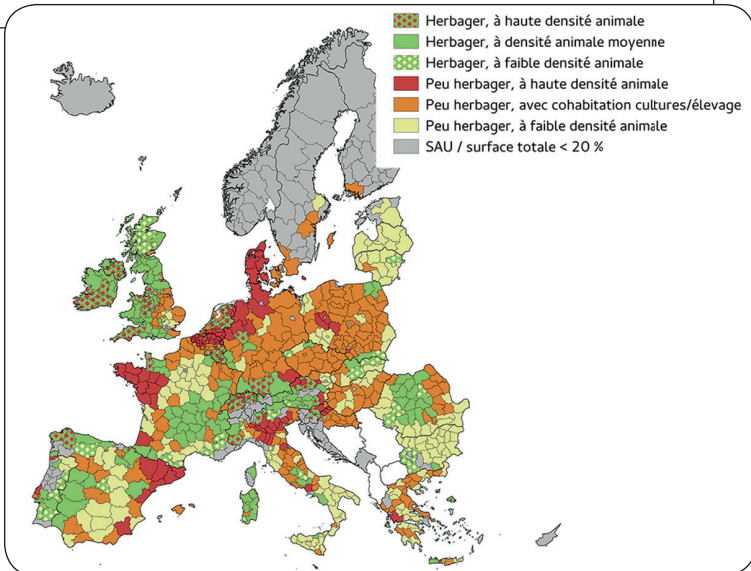 Herbager, à haute densité animale
Herbager, à densité animale moyenne
Herbager, à faible densité animale
Peu herbager, à haute densité animale
Peu herbager, avec cohabitation cultures/élevage
Peu herbager, à faible densité animale
SAU / surface totale < 20 %